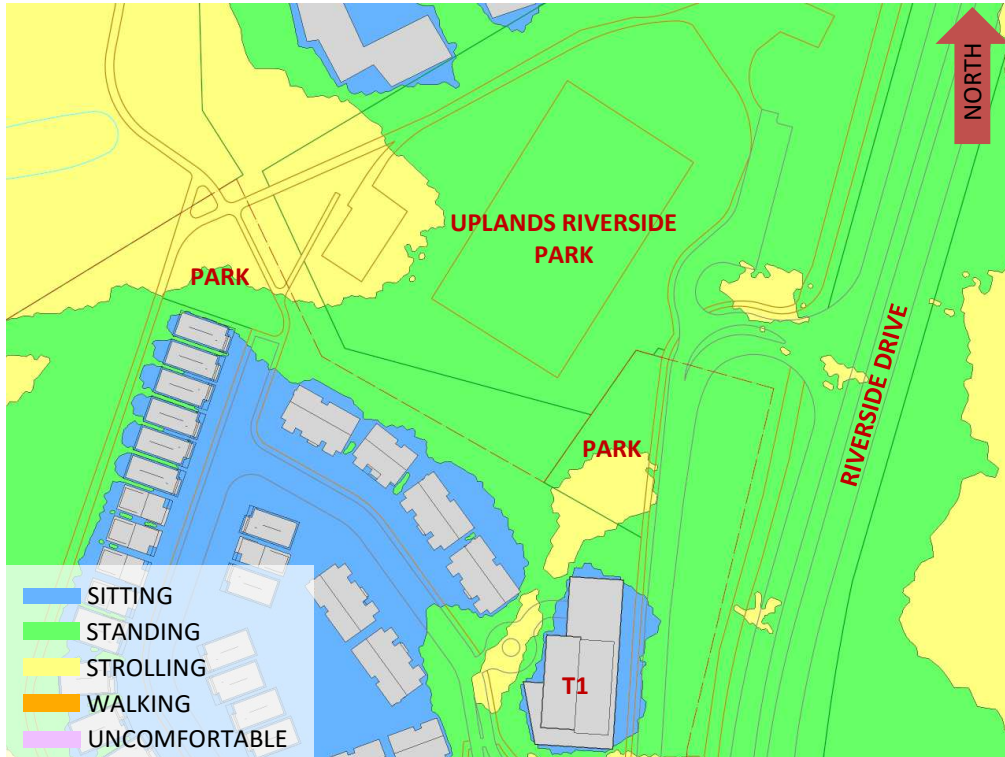 NORTH
UPLANDS RIVERSIDE
PARK
PARK
RIVERSIDE DRIVE
PARK
T1
SITTING
STANDING
STROLLING
WALKING
UNCOMFORTABLE